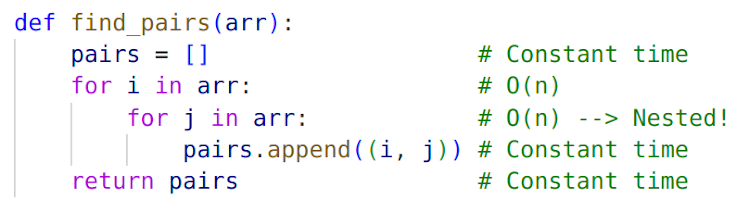 def find_pairs(arr):
    pairs = []                  # Constant time
    for i in arr:               # O(n)
        for j in arr:           # O(n) --> Nested!
            pairs.append((i, j)) # Constant time
    return pairs                # Constant time